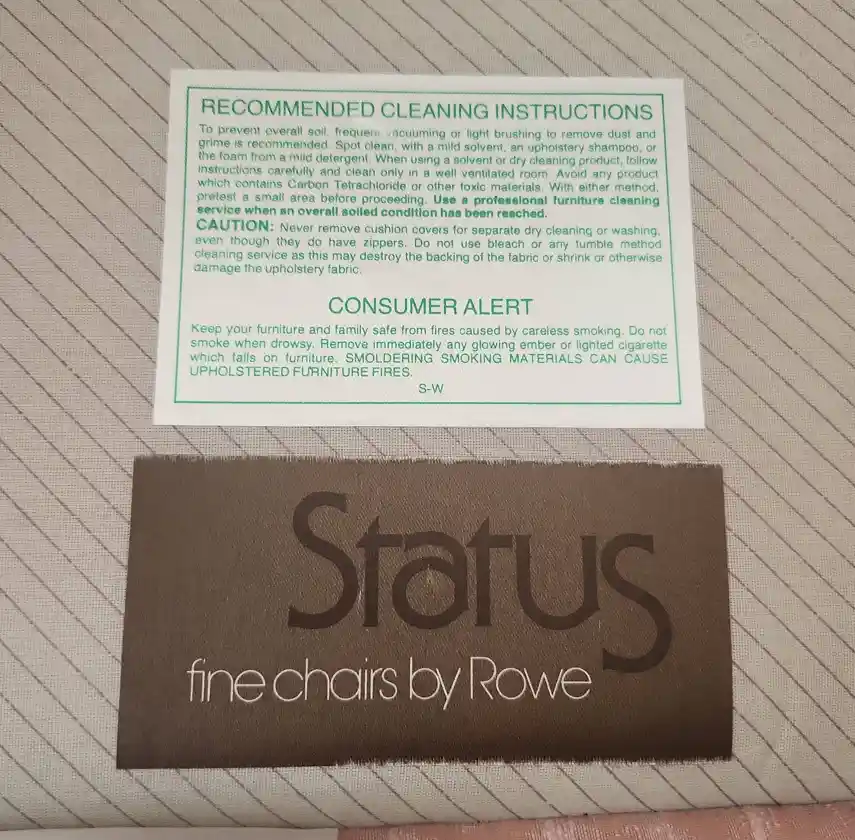 RECOMMENDED CLEANING INSTRUCTIONS
To prevent overall soil, frequent vacuuming or light brushing to remove dust and
grime is recommended. Spot clean, with a mild solvent, an upholstery shampoo, or
the foam from a mild detergent. When using a solvent or dry cleaning product, follow
instructions carefully and clean only in a well ventilated room. Avoid any product
which contains Carbon Tetrachloride or other toxic materials. With either method,
pretest a small area before proceeding. Use a professional furniture cleaning
service when an overall soiled condition has been reached.
CAUTION: Never remove cushion covers for separate dry cleaning or washing,
even though they do have zippers. Do not use bleach or any tumble method
cleaning service as this may destroy the backing of the fabric or shrink or otherwise
damage the upholstery fabric.
CONSUMER ALERT
Keep your furniture and family safe from fires caused by careless smoking. Do not
smoke when drowsy. Remove immediately any glowing ember or lighted cigarette
which falls on furniture. SMOLDERING SMOKING MATERIALS CAN CAUSE
UPHOLSTERED FURNITURE FIRES.
S-W
Status
fine chairs by Rowe